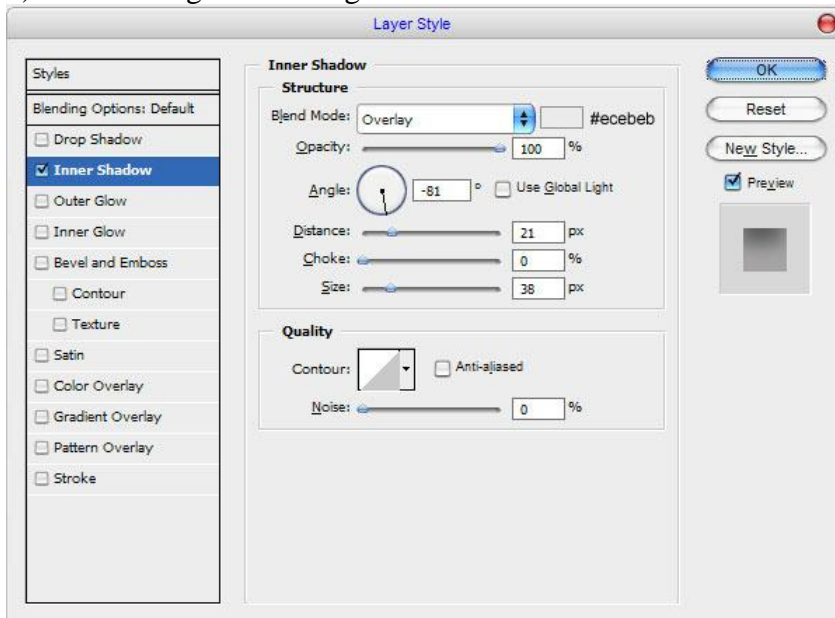 Layer Style
Styles
Blending Options: Default
Drop Shadow
Inner Shadow
Outer Glow
Inner Glow
Bevel and Emboss
Contour
Texture
Satin
Color Overlay
Gradient Overlay
Pattern Overlay
Stroke
Inner Shadow
Structure
Blend Mode: Overlay #ecebeb
Opacity: 100 %
Angle: -81 ° Use Global Light
Distance: 21 px
Choke: 0 %
Size: 38 px
Quality
Contour: Anti-aliased
Noise: 0 %
OK
Reset
New Style...
Preview